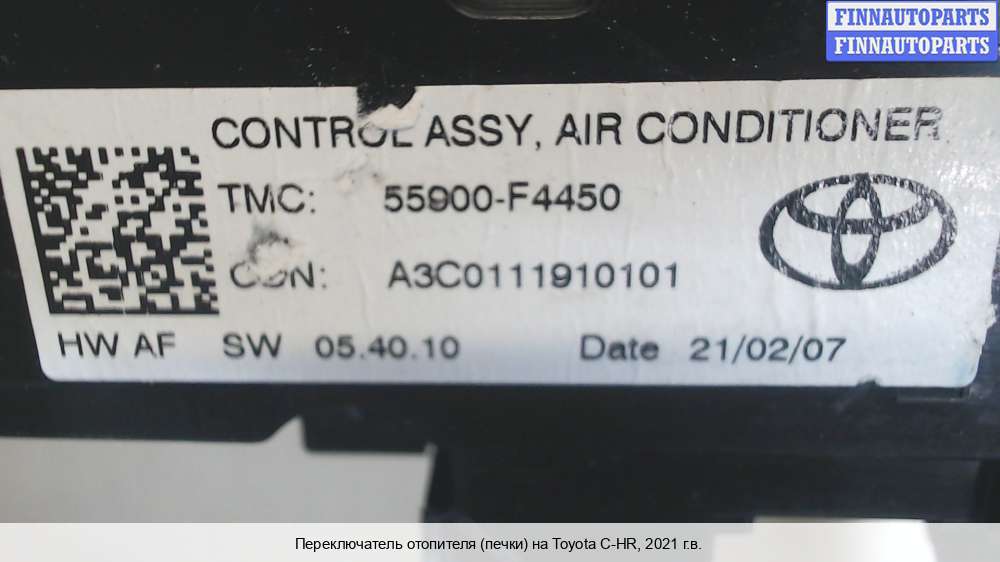 FINNAUTOPARTS
FINNAUTOPARTS
CONTROL ASSY, AIR CONDITIONER
TMC: 55900-F4450
CON: A3C0111910101
HW AF SW 05.40.10 Date 21/02/07
Переключатель отопителя (печки) на Toyota C-HR, 2021 г.в.